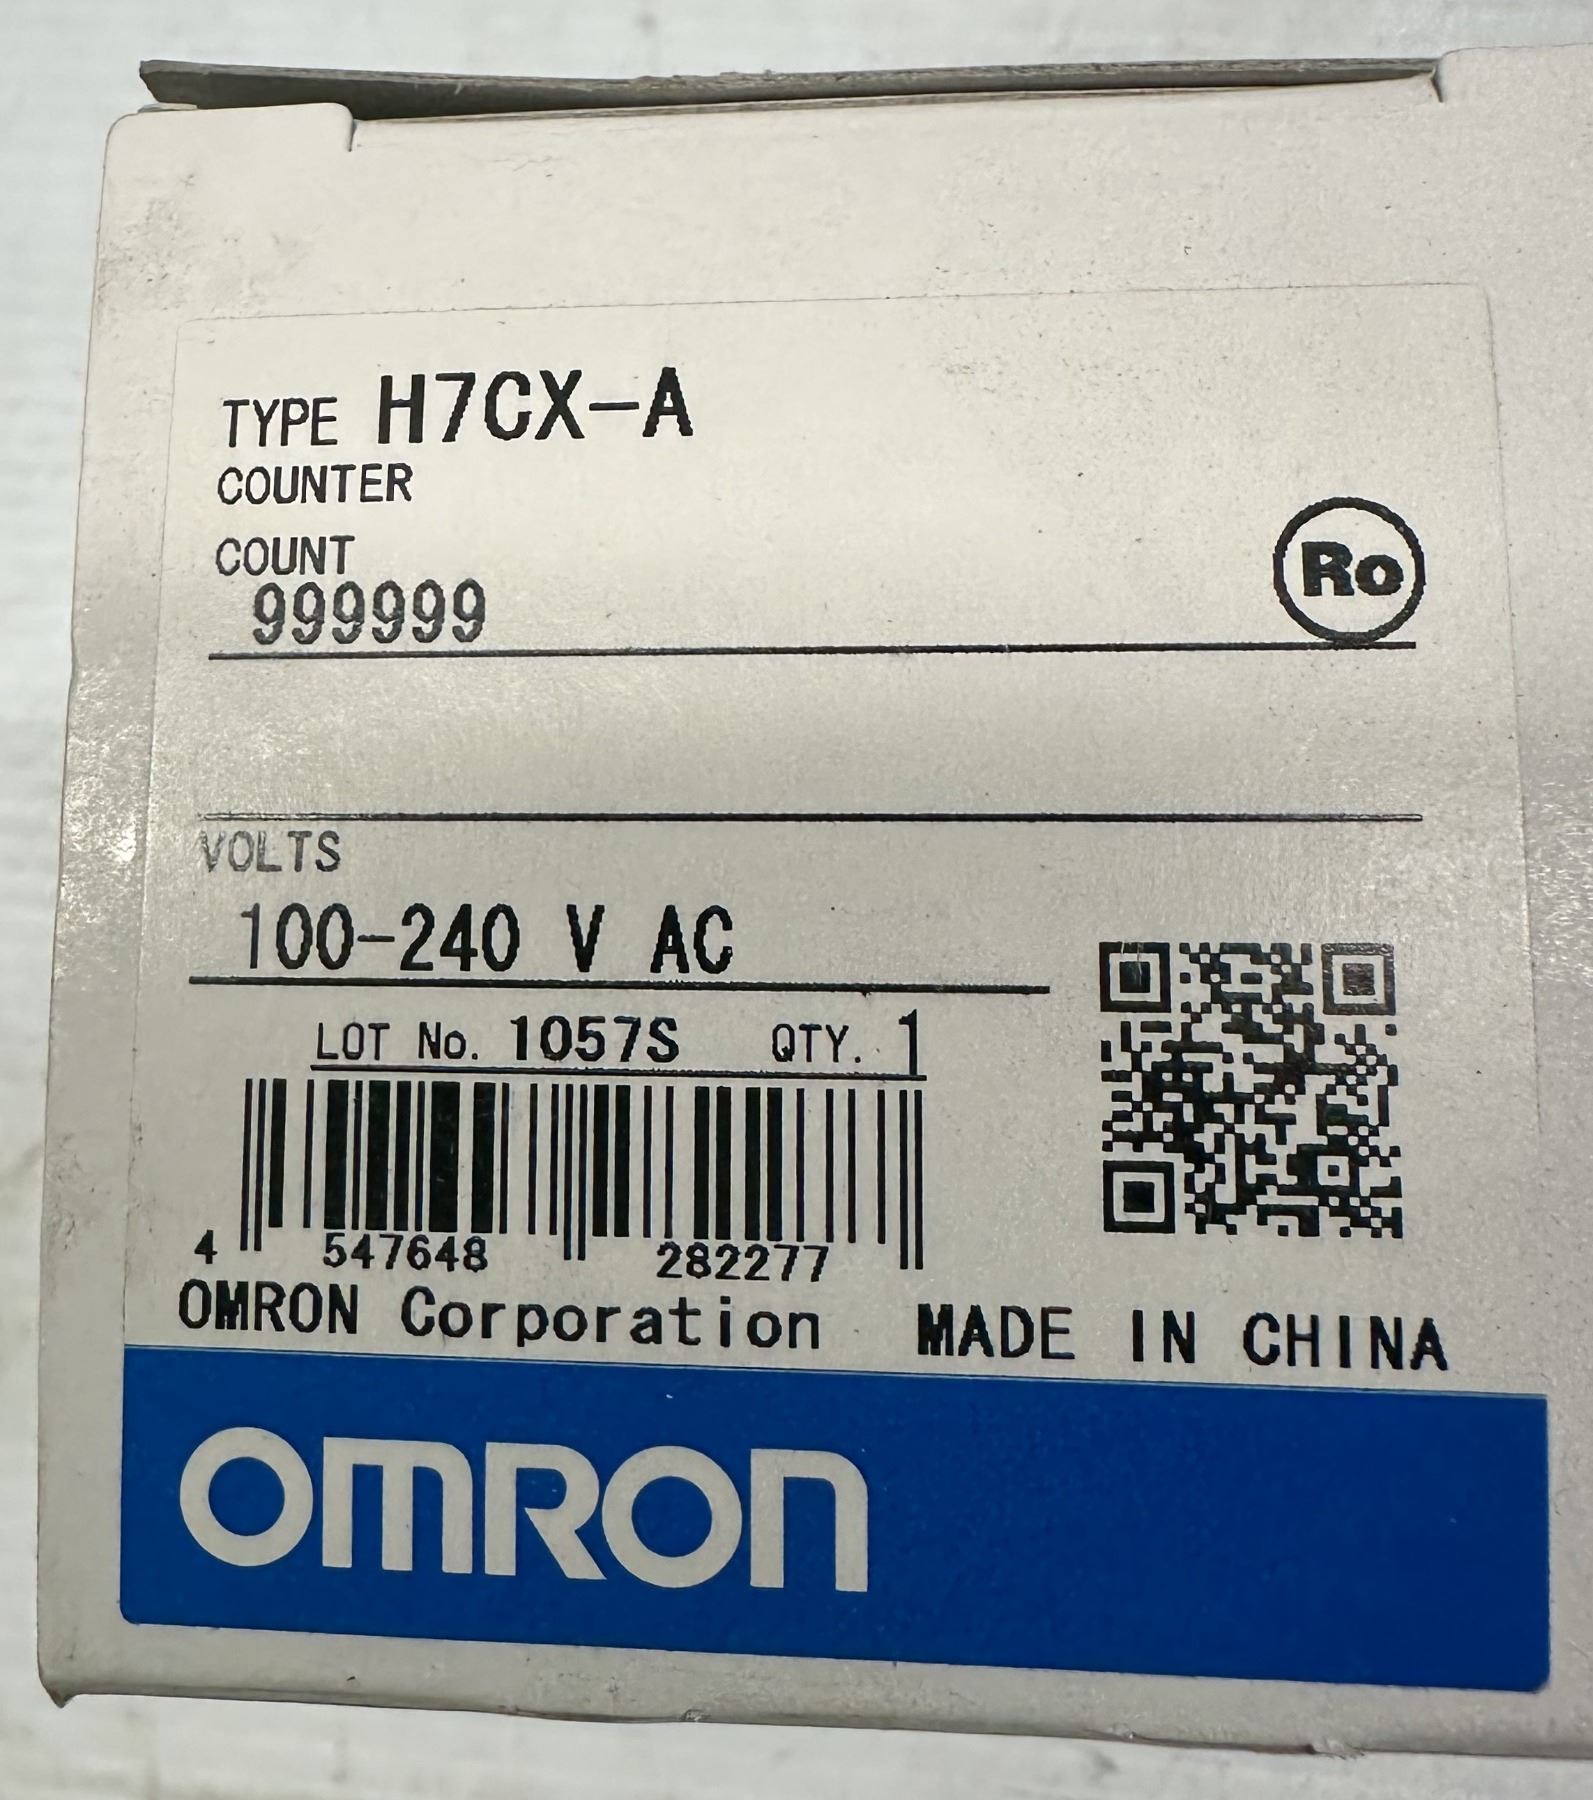 TYPE H7CX-A
COUNTER
COUNT
999999
Ro
VOLTS
100-240 V AC
LOT No. 1057S QTY. 1
4 547648 282277
OMRON Corporation MADE IN CHINA
OMRON